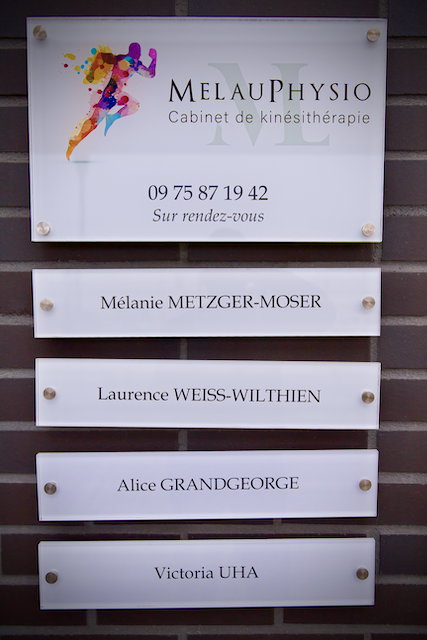 MELAUPHYSIO
Cabinet de kinésithérapie
ML
09 75 87 19 42
Sur rendez-vous
Mélanie METZGER-MOSER
Laurence WEISS-WILTHIEN
Alice GRANDGEORGE
Victoria UHA